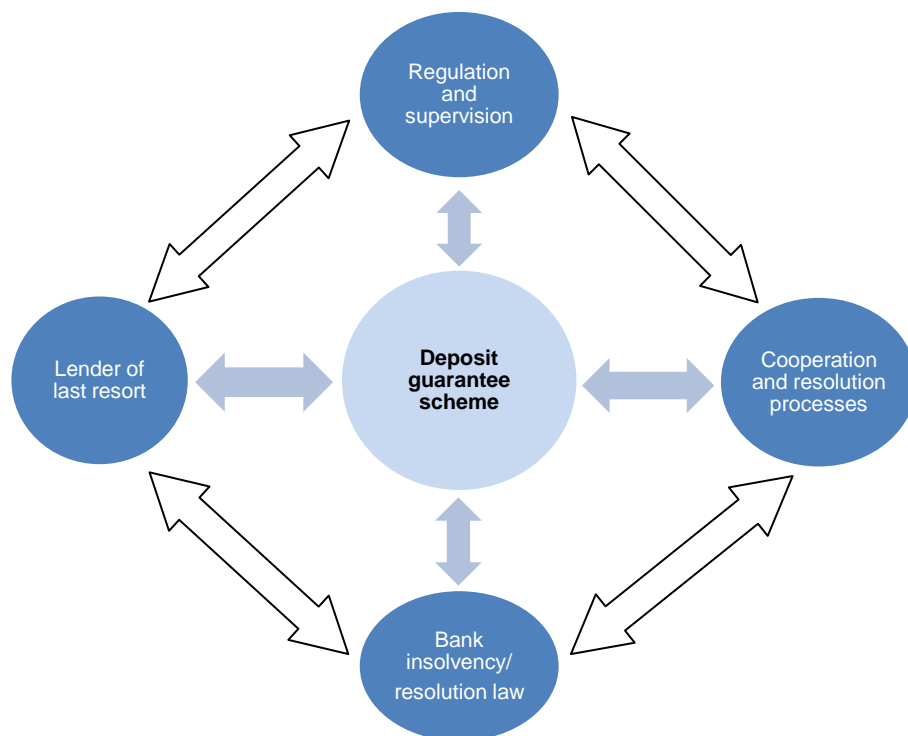 Regulation
and
supervision
Lender of
last resort
Deposit
guarantee
scheme
Cooperation
and resolution
processes
Bank
insolvency/
resolution law